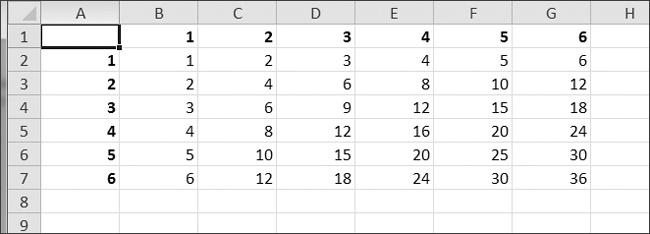 A B C D E F G H
1 1 2 3 4 5 6
2 1 1 2 3 4 5 6
3 2 2 4 6 8 10 12
4 3 3 6 9 12 15 18
5 4 4 8 12 16 20 24
6 5 5 10 15 20 25 30
7 6 6 12 18 24 30 36
8
9